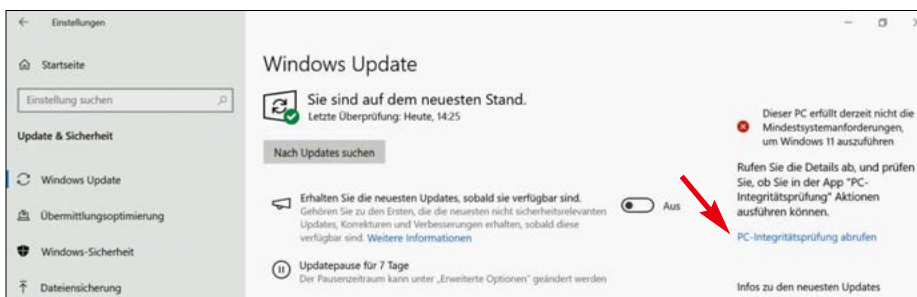 Einstellungen
Startseite
Einstellung suchen
Update & Sicherheit
Windows Update
Übermittlungsoptimierung
Windows-Sicherheit
Dateiensicherung
Windows Update
Sie sind auf dem neuesten Stand.
Letzte Überprüfung: Heute, 14:25
Nach Updates suchen
Erhalten Sie die neuesten Updates, sobald sie verfügbar sind.
Gehören Sie zu den Ersten, die die neuesten nicht sicherheitsrelevanten
Updates, Korrekturen und Verbesserungen erhalten, sobald diese
verfügbar sind. Weitere Informationen
Aus
Updatepause für 7 Tage
Der Pausenzeitraum kann unter „Erweiterte Optionen" geändert werden
Dieser PC erfüllt derzeit nicht die
Mindestsystemanforderungen,
um Windows 11 auszuführen
Rufen Sie die Details ab, und prüfen
Sie, ob Sie in der App "PC-
Integritätsprüfung" Aktionen
ausführen können.
PC-Integritätsprüfung abrufen
Infos zu den neuesten Updates